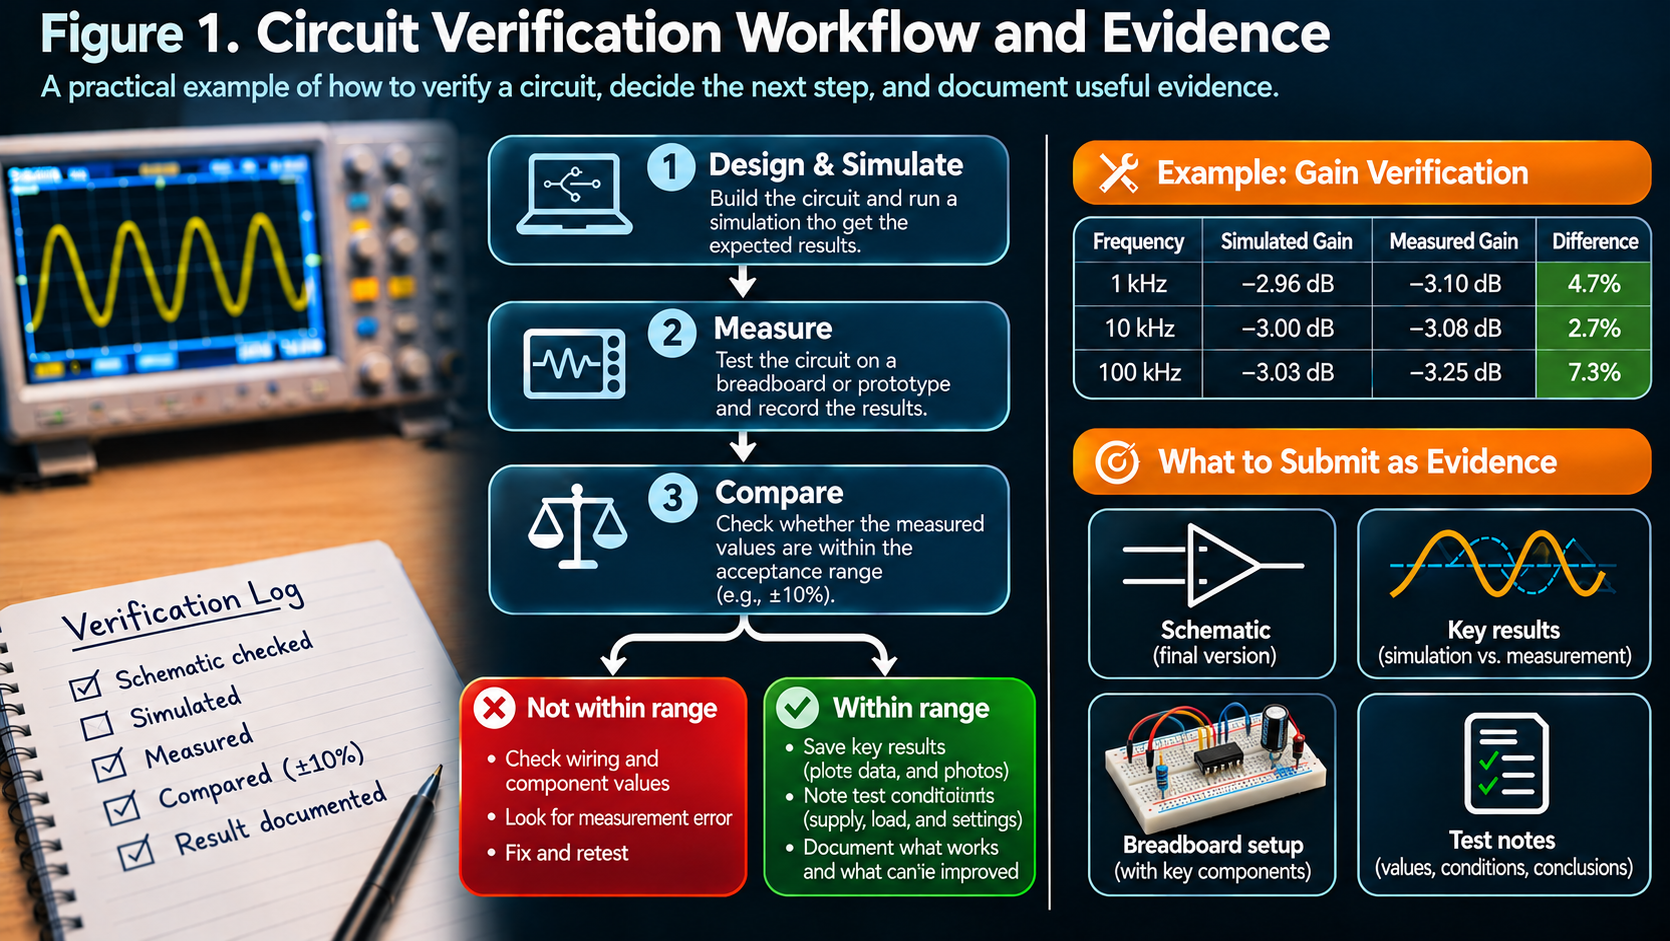 Figure 1. Circuit Verification Workflow and Evidence
A practical example of how to verify a circuit, decide the next step, and document useful evidence.
Verification Log
Schematic checked
Simulated
Measured
Compared (±10%)
Result documented
1 Design & Simulate
Build the circuit and run a
simulation tho get the
expected results.
2 Measure
Test the circuit on a
breadboard or prototype
and record the results.
3 Compare
Check whether the measured
values are within the
acceptance range
(e.g., ±10%).
Not within range
• Check wiring and
component values
• Look for measurement error
• Fix and retest
Within range
• Save key results
(plots data, and photos)
• Note test
(supply, load, and settings)
• Document what works
and what improved
Example: Gain Verification
Frequency Simulated Gain Measured Gain Difference
1 kHz −2.96 dB −3.10 dB 4.7%
10 kHz −3.00 dB −3.08 dB 2.7%
100 kHz −3.03 dB −3.25 dB 7.3%
What to Submit as Evidence
Schematic
(final version)
Key results
(simulation vs. measurement)
Breadboard setup
(with key components)
Test notes
(values, conditions, conclusions)